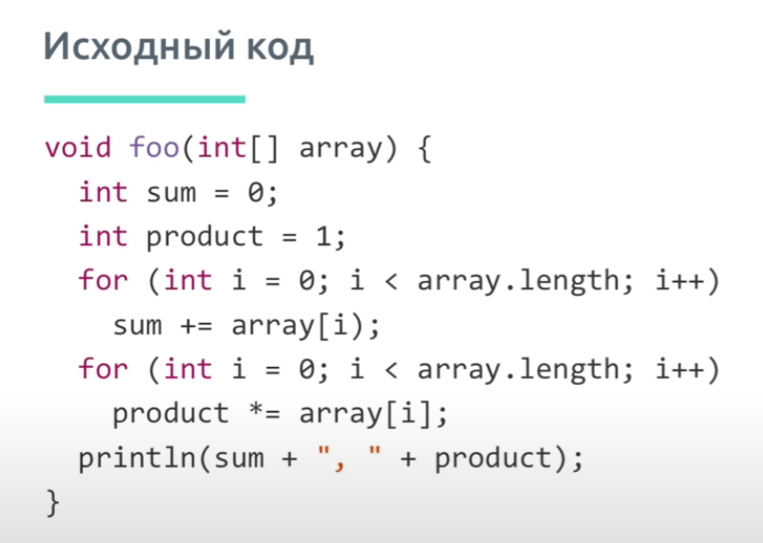 Исходный код
void foo(int[] array) {
  int sum = 0;
  int product = 1;
  for (int i = 0; i < array.length; i++)
    sum += array[i);
  for (int i = 0; i < array.length; i++)
    product *= array[i];
  println(sum + ", " + product);
}